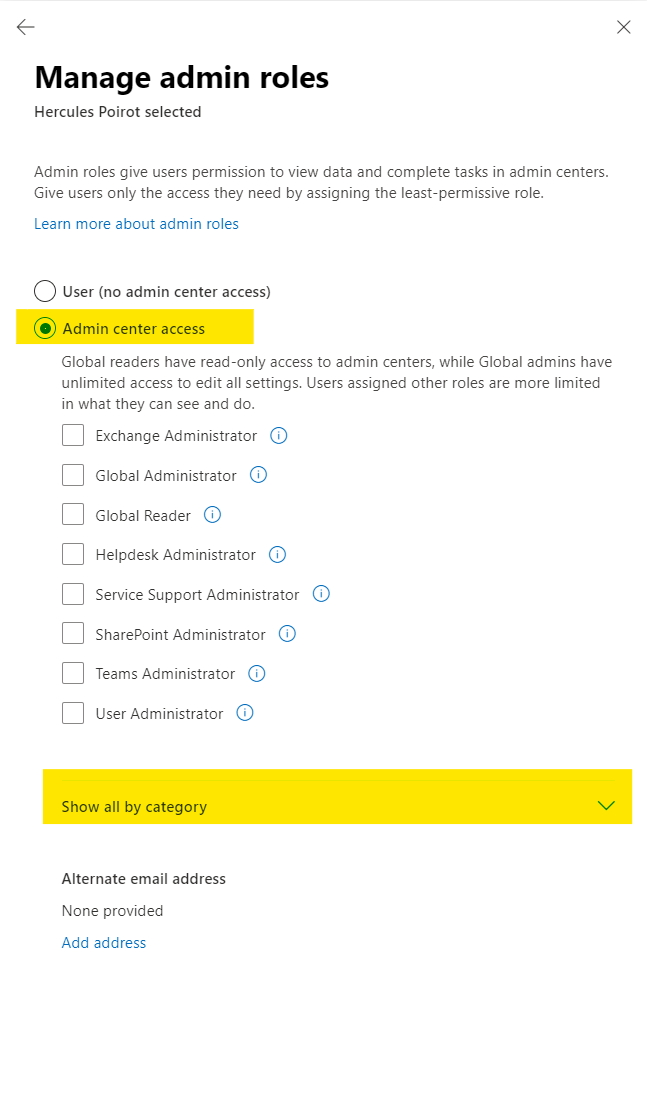 Manage admin roles
Hercules Poirot selected
Admin roles give users permission to view data and complete tasks in admin centers.
Give users only the access they need by assigning the least-permissive role.
Learn more about admin roles
User (no admin center access)
Admin center access
Global readers have read-only access to admin centers, while Global admins have
unlimited access to edit all settings. Users assigned other roles are more limited
in what they can see and do.
Exchange Administrator
Global Administrator
Global Reader
Helpdesk Administrator
Service Support Administrator
SharePoint Administrator
Teams Administrator
User Administrator
Show all by category
Alternate email address
None provided
Add address